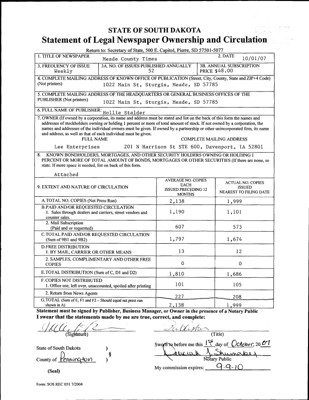 STATE OF SOUTH DAKOTA
Statement of Legal Newspaper Ownership and Circulation
Return to: Secretary of State, 500 E. Capitol, Pierre, SD 57501-5077
1. TITLE OF NEWSPAPER
Meade County Times
2. DATE
10/01/07
3. FREQUENCY OF ISSUE
Weekly
3A. NO. OF ISSUES PUBLISHED ANNUALLY
52
3B. ANNUAL SUBSCRIPTION
PRICE $48.00
4. COMPLETE MAILING ADDRESS OF KNOWN OFFICE OF PUBLICATION (Street, City, County, State and ZIP+4 Code)
(Not printers)
1022 Main St, Sturgis, Meade, SD 57785
5. COMPLETE MAILING ADDRESS OF THE HEADQUARTERS OR GENERAL BUSINESS OFFICES OF THE
PUBLISHER (Not printers)
1022 Main St, Sturgis, Meade, SD 57785
6. FULL NAME OF PUBLISHER:
Hollie Stalder
7. OWNER (If owned by a corporation, its name and address must be stated and list on the back of this form the names and
addresses of stockholders owning or holding 1 percent or more of total amount of stock. If not owned by a corporation, the
names and addresses of the individual owners must be given. If owned by a partnership or other unincorporated firm, its name
and address, as well as that of each individual must be given.
FULL NAME
COMPLETE MAILING ADDRESS
Lee Enterprises
201 N Harrison St STE 600, Davenport, IA 52801
8. KNOWN BONDHOLDERS, MORTGAGES, AND OTHER SECURITY HOLDERS OWNING OR HOLDING 1
PERCENT OR MORE OF TOTAL AMOUNT OF BONDS, MORTGAGES OR OTHER SECURITIES (If there are none, so
state. If more space is needed, list on back of this form.
Attached
9. EXTENT AND NATURE OF CIRCULATION
AVERAGE NO. COPIES
EACH
ISSUED PRECEDING 12
MONTHS
ACTUAL NO. COPIES
ISSUED
NEAREST TO FILING DATE
A. TOTAL NO. COPIES (Net Press Run)
2,138
1,999
B. PAID AND/OR REQUESTED CIRCULATION
1. Sales through dealers and carriers, street vendors and
counter sales.
1,190
1,101
2. Mail Subscription
(Paid and or requested)
607
573
C. TOTAL PAID AND/OR REQUESTED CIRCULATION
(Sum of 9B1 and 9B2)
1,797
1,674
D. FREE DISTRIBUTION
1. BY MAIL, CARRIER OR OTHER MEANS
13
12
2. SAMPLES, COMPLIMENTARY AND OTHER FREE
COPIES
0
0
E. TOTAL DISTRIBUTION (Sum of C, D1 and D2)
1,810
1,686
F. COPIES NOT DISTRIBUTED
1. Office use, left over, unaccounted, spoiled after printing
101
105
2. Return from News Agents
227
208
G. TOTAL (Sum of E, F1 and F2 – Should equal net press run
shown in A)
2,138
1,999
Statement must be signed by Publisher, Business Manager, or Owner in the presence of a Notary Public
I swear that the statements made by me are true, correct, and complete:
(Signature)
(Title)
State of South Dakota )
§
County of Pennington )
Sworn to before me this 1st day of October, 2007
Notary Public
(Seal)
My commission expires: 9-9-10
Form: SOS REC 051 7/2004